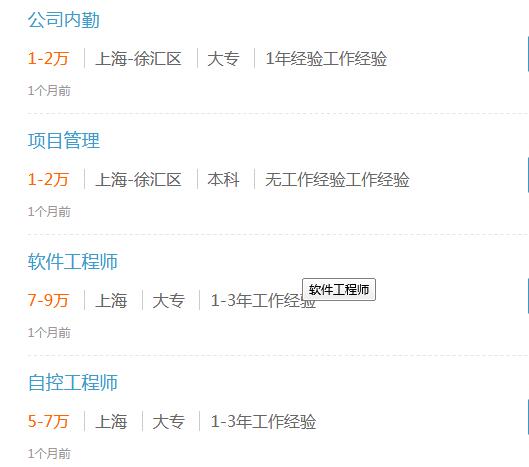 公司内勤
1-2万 上海-徐汇区 大专 1年经验工作经验
1个月前
项目管理
1-2万 上海-徐汇区 本科 无工作经验工作经验
1个月前
软件工程师
软件工程师
7-9万 上海 大专 1-3年工作经验
1个月前
自控工程师
5-7万 上海 大专 1-3年工作经验
1个月前